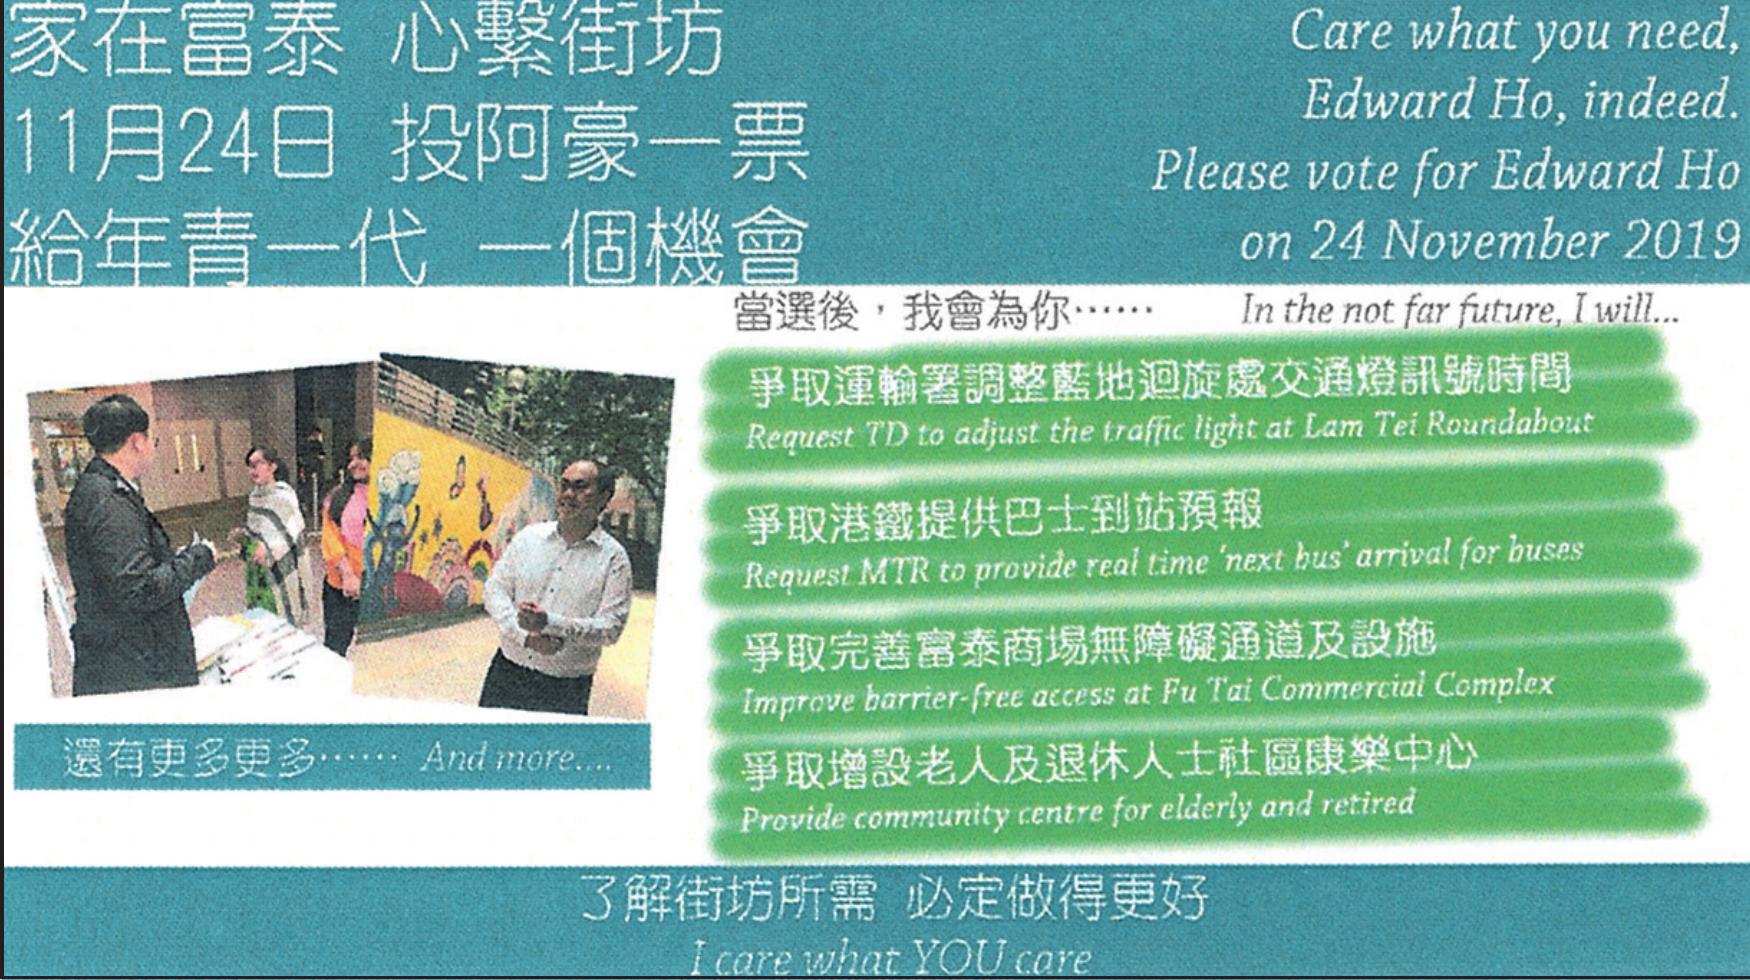 家在富泰 心繫街坊
11月24日 投阿豪一票
給年青一代 一個機會
Care what you need,
Edward Ho, indeed.
Please vote for Edward Ho
on 24 November 2019
當選後，我會為你⋯⋯
In the not far future, I will...
爭取運輸署調整藍地迴旋處交通燈訊號時間
Request TD to adjust the traffic light at Lam Tei Roundabout
爭取港鐵提供巴士到站預報
Request MTR to provide real time ‘next bus’ arrival for buses
爭取完善富泰商場無障礙通道及設施
Improve barrier-free access at Fu Tai Commercial Complex
爭取增設老人及退休人士社區康樂中心
Provide community centre for elderly and retired
還有更多更多⋯⋯ And more....
了解街坊所需 必定做得更好
I care what YOU care